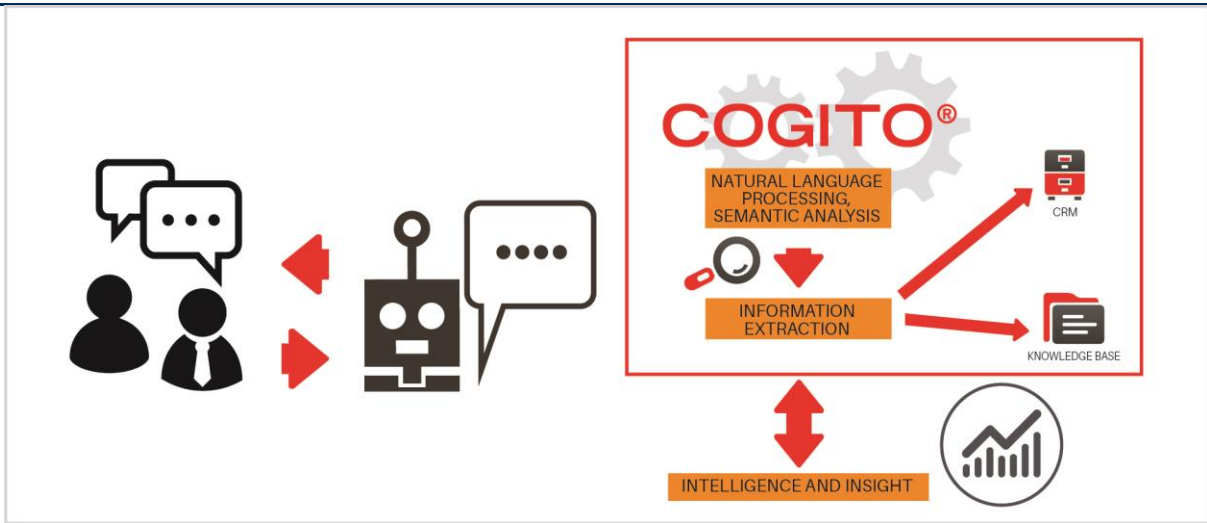 COGITO®
NATURAL LANGUAGE
PROCESSING,
SEMANTIC ANALYSIS
CRM
INFORMATION
EXTRACTION
KNOWLEDGE BASE
INTELLIGENCE AND INSIGHT